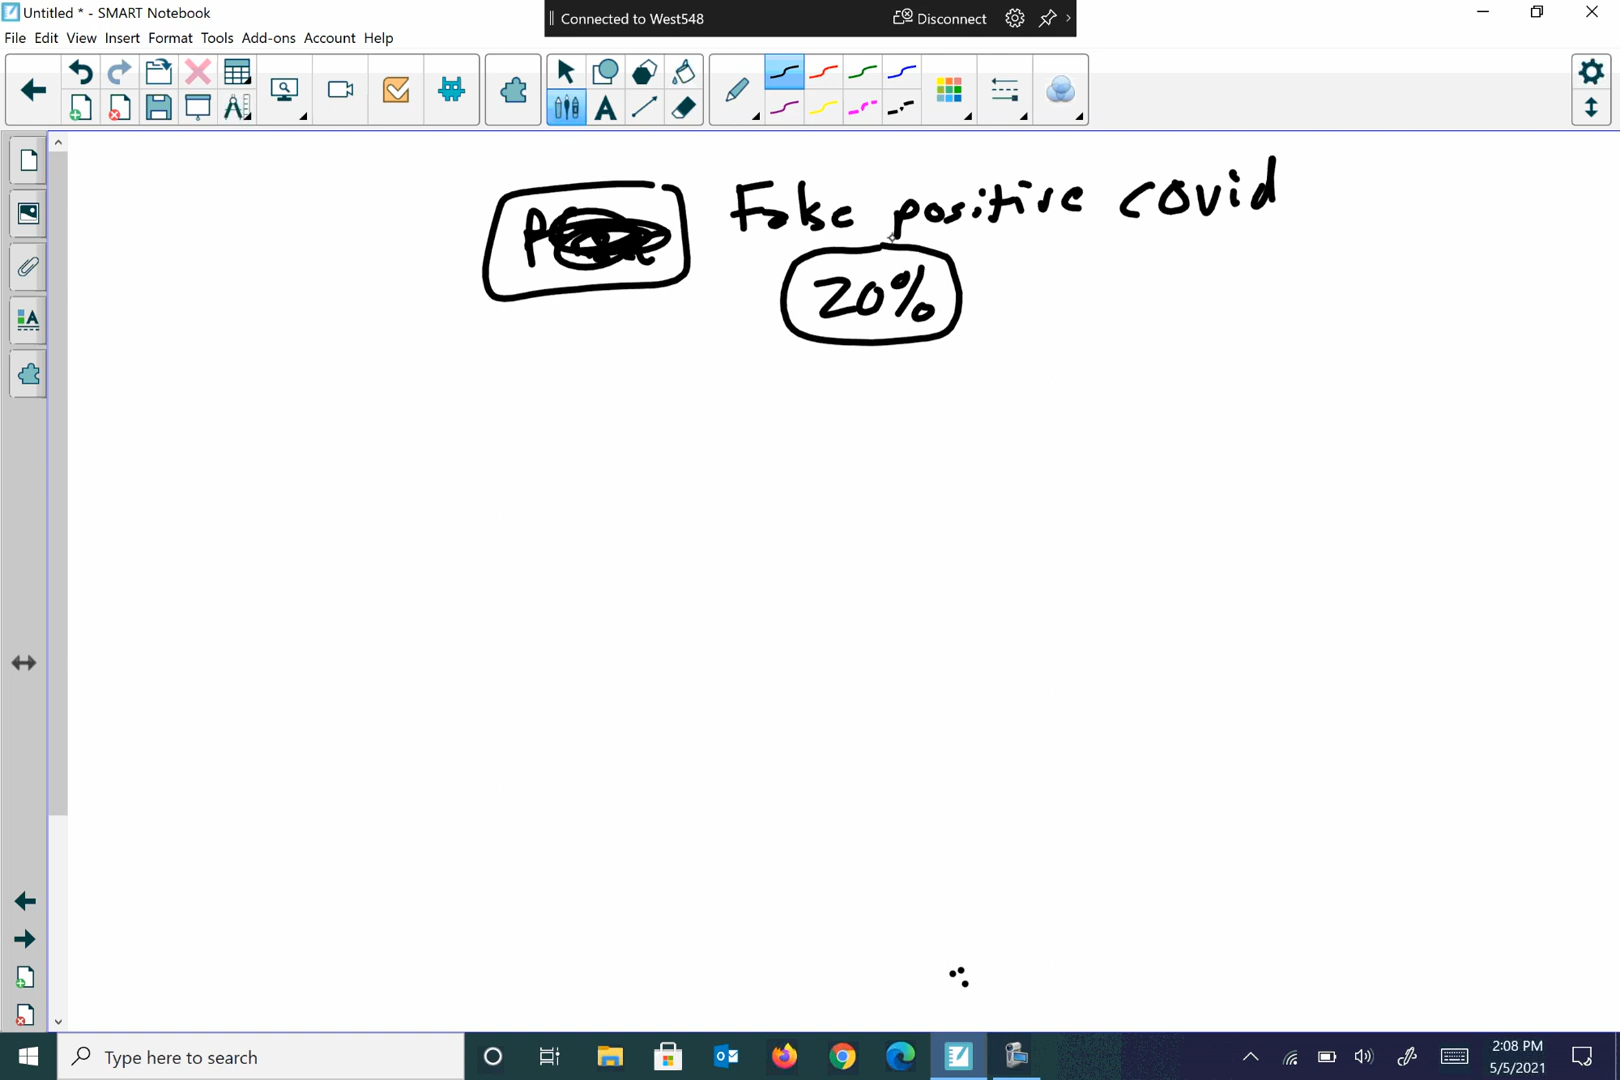 Untitled * - SMART Notebook
Connected to West548
Disconnect
File Edit View Insert Format Tools Add-ons Account Help
Fake positive covid
20%
Type here to search
2:08 PM
5/5/2021